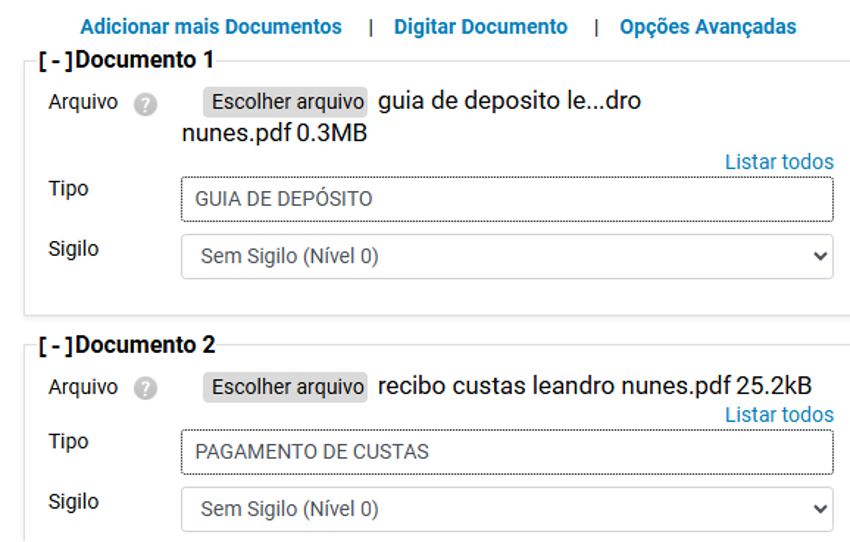 Adicionar mais Documentos | Digitar Documento | Opções Avançadas
[-]Documento 1
Arquivo ? Escolher arquivo guia de deposito le...dro
nunes.pdf 0.3MB
Listar todos
Tipo
GUIA DE DEPÓSITO
Sigilo
Sem Sigilo (Nível 0)
[-]Documento 2
Arquivo ? Escolher arquivo recibo custas leandro nunes.pdf 25.2kB
Listar todos
Tipo
PAGAMENTO DE CUSTAS
Sigilo
Sem Sigilo (Nível 0)